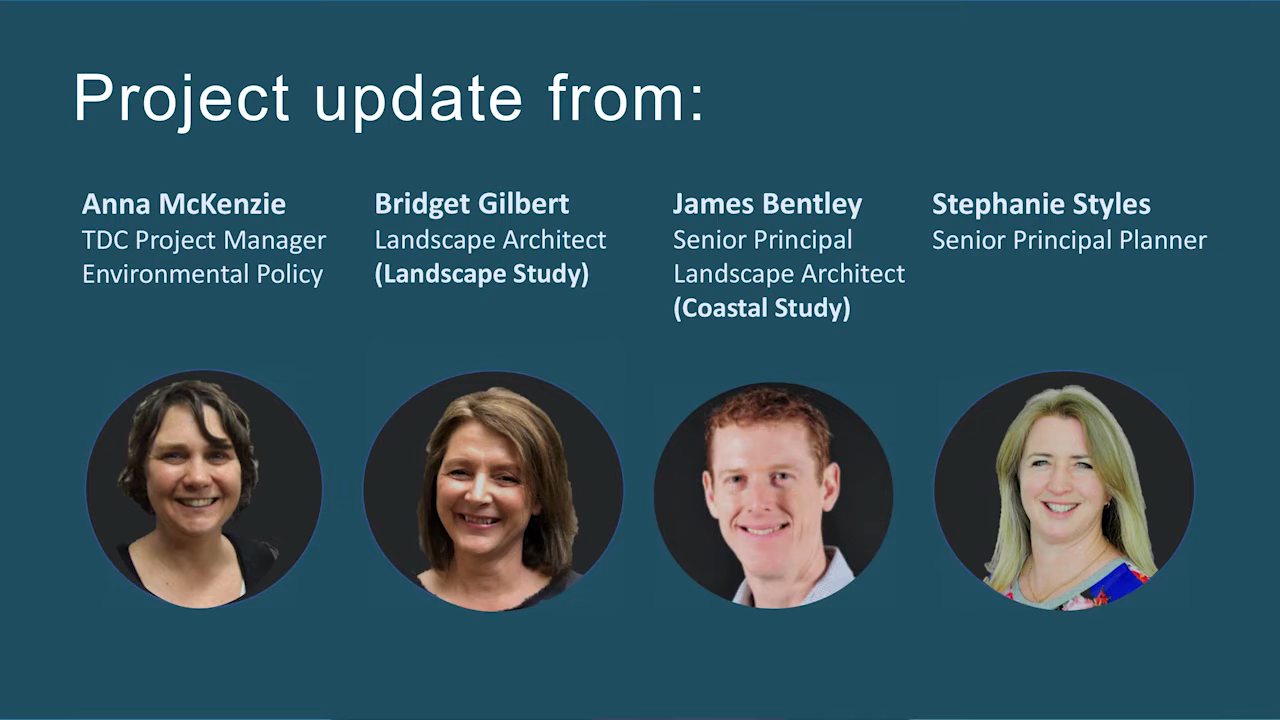 Project update from:
Anna McKenzie
TDC Project Manager
Environmental Policy
Bridget Gilbert
Landscape Architect
(Landscape Study)
James Bentley
Senior Principal
Landscape Architect
(Coastal Study)
Stephanie Styles
Senior Principal Planner